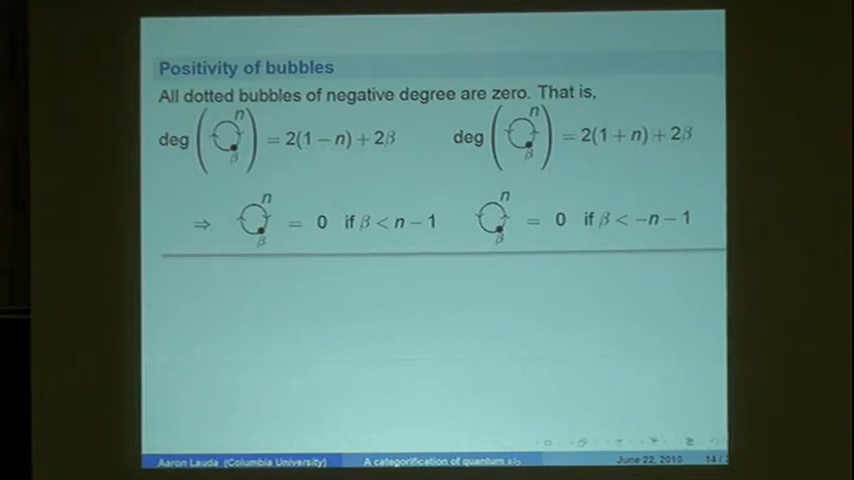 Positivity of bubbles
All dotted bubbles of negative degree are zero. That is,
deg ( n β ) = 2(1 − n) + 2β deg ( n β ) = 2(1 + n) + 2β
⇒ n β = 0 if β < n − 1 n β = 0 if β < −n − 1
Aaron Lauda (Columbia University) A categorification of quantum sl₂ June 22, 2010 14 /